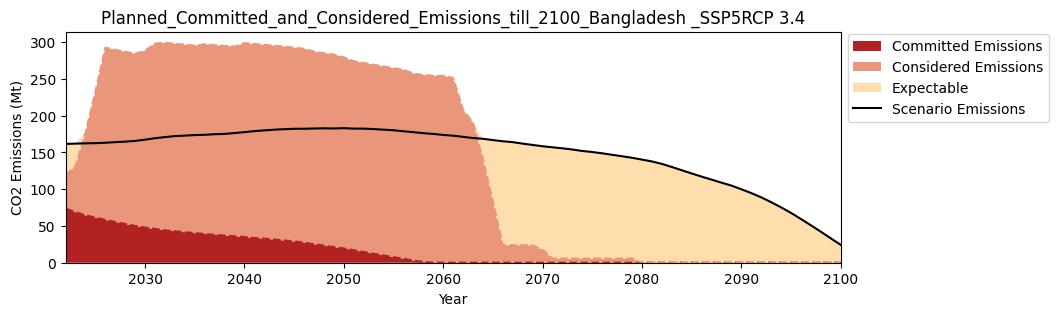 Planned_Committed_and_Considered_Emissions_till_2100_Bangladesh _SSP5RCP 3.4
300
250
200
150
100
50
0
CO2 Emissions (Mt)
2030
2040
2050
2060
2070
2080
2090
2100
Year
Committed Emissions
Considered Emissions
Expectable
Scenario Emissions